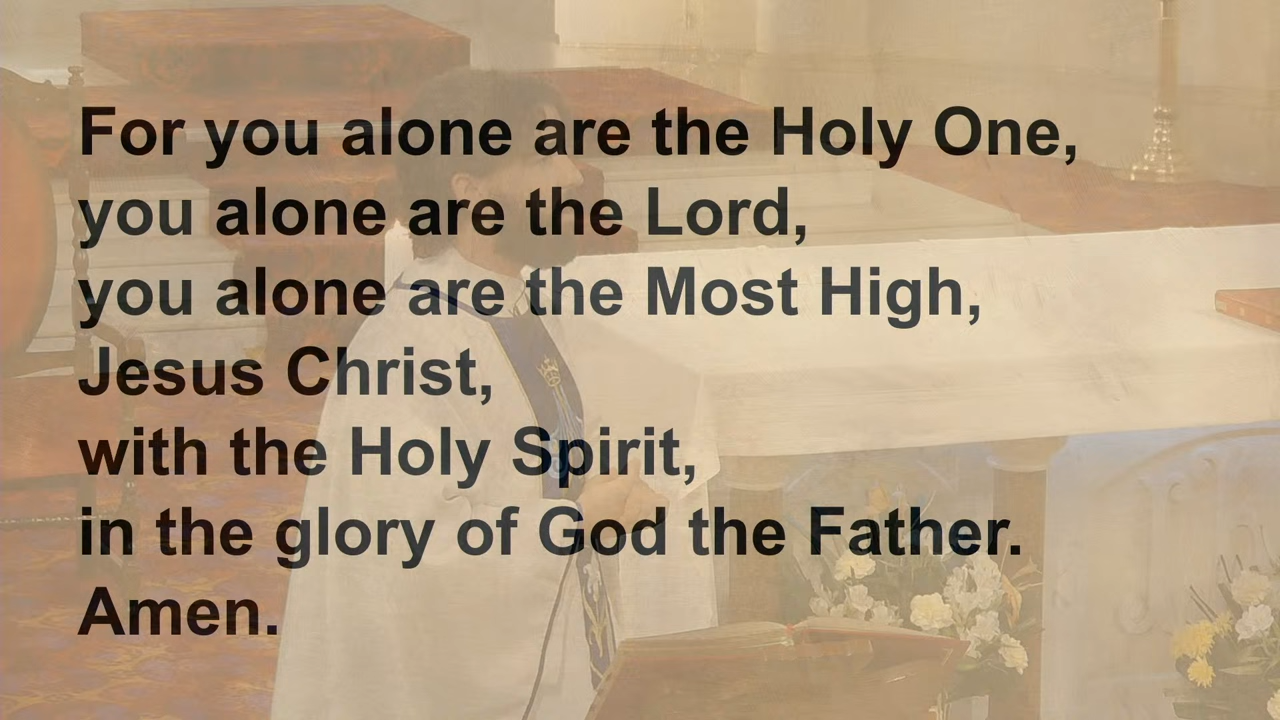 For you alone are the Holy One,
you alone are the Lord,
you alone are the Most High,
Jesus Christ,
with the Holy Spirit,
in the glory of God the Father.
Amen.